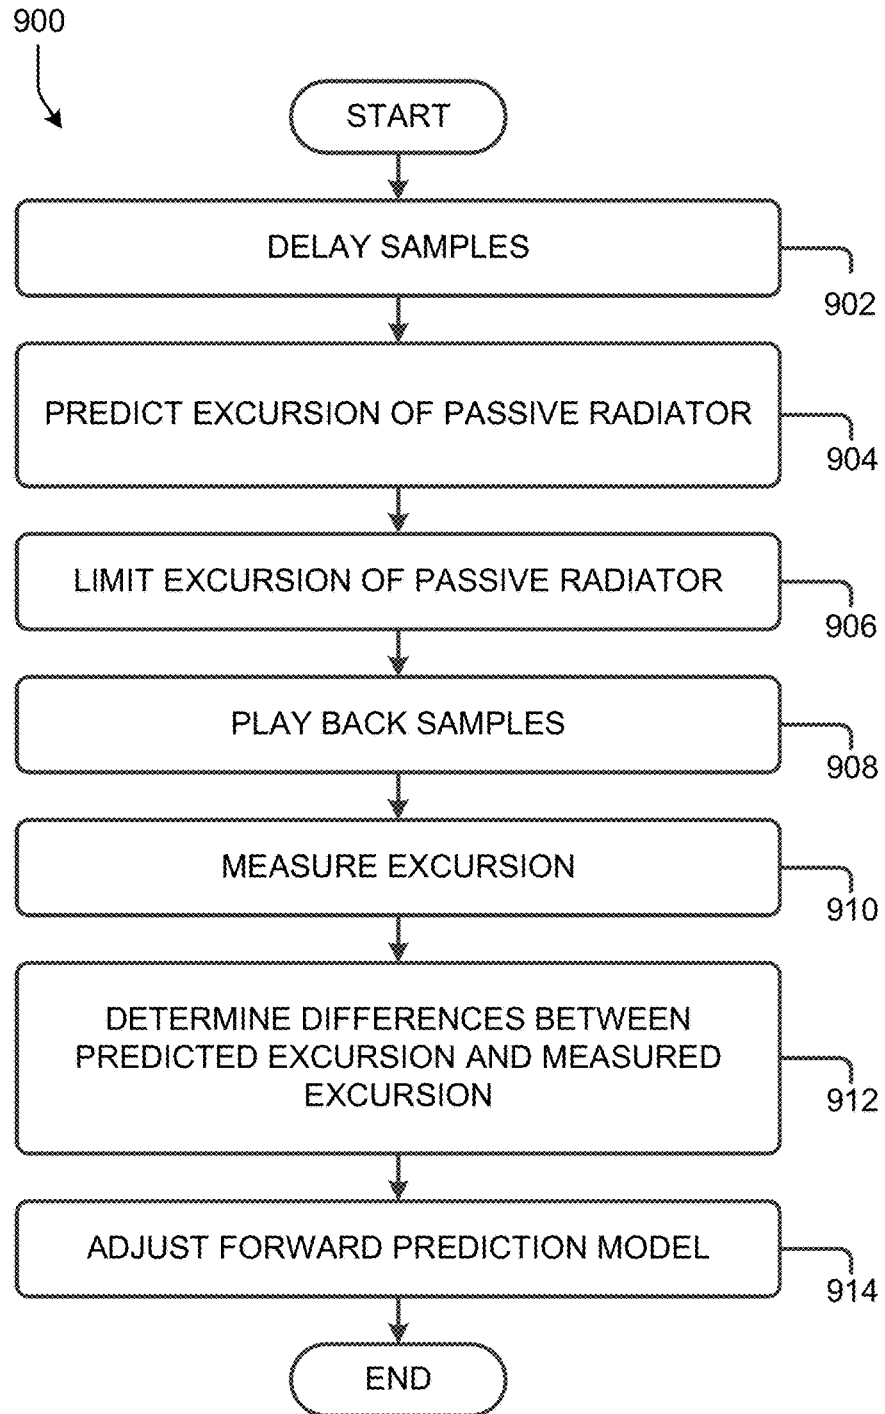 900
START
DELAY SAMPLES
902
PREDICT EXCURSION OF PASSIVE RADIATOR
904
LIMIT EXCURSION OF PASSIVE RADIATOR
906
PLAY BACK SAMPLES
908
MEASURE EXCURSION
910
DETERMINE DIFFERENCES BETWEEN
PREDICTED EXCURSION AND MEASURED
EXCURSION
912
ADJUST FORWARD PREDICTION MODEL
914
END